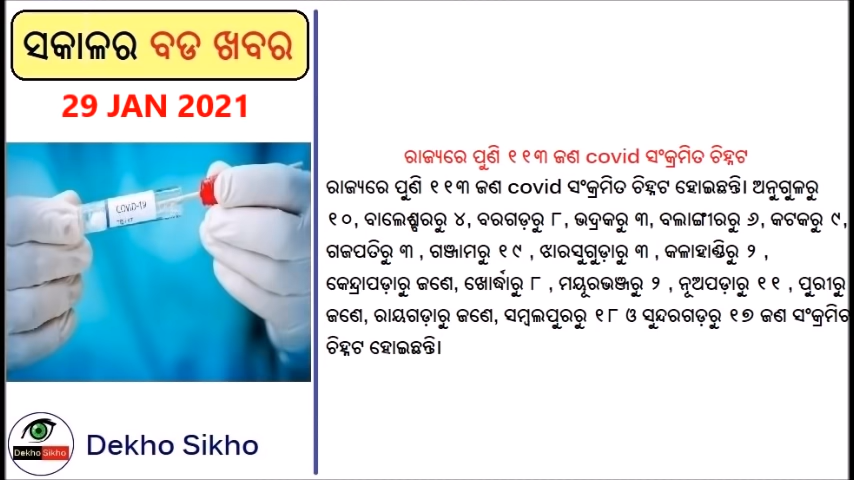 ସକାଳର ବଡ ଖବର
29 JAN 2021
COVID-19
ରାଜ୍ୟରେ ପୁଣି ୧୧୩ ଜଣ covid ସଂକ୍ରମିତ ଚିହ୍ନଟ
ରାଜ୍ୟରେ ପୁଣି ୧୧୩ ଜଣ covid ସଂକ୍ରମିତ ଚିହ୍ନଟ ହୋଇଛନ୍ତି। ଅନୁଗୁଳରୁ
୧୦, ବାଲେଶ୍ଵରରୁ ୪, ବରଗଡ଼ରୁ ୮, ଭଦ୍ରକରୁ ୩, ବଲାଙ୍ଗୀରରୁ ୬, କଟକରୁ ୯,
ଗଜପତିରୁ ୩ , ଗଞ୍ଜାମରୁ ୧୯ , ଝାରସୁଗୁଡ଼ାରୁ ୩ , କଳାହାଣ୍ଡିରୁ ୨ ,
କେନ୍ଦ୍ରାପଡ଼ାରୁ ଜଣେ, ଖୋର୍ଦ୍ଧାରୁ ୮ , ମୟୂରଭଞ୍ଜରୁ ୨ , ନୂଅପଡ଼ାରୁ ୧୧ , ପୁରୀରୁ
ଜଣେ, ରାୟଗଡ଼ାରୁ ଜଣେ, ସମ୍ବଲପୁରରୁ ୧୮ ଓ ସୁନ୍ଦରଗଡ଼ରୁ ୧୭ ଜଣ ସଂକ୍ରମିତ
ଚିହ୍ନଟ ହୋଇଛନ୍ତି।
Dekho Sikho
Dekho Sikho